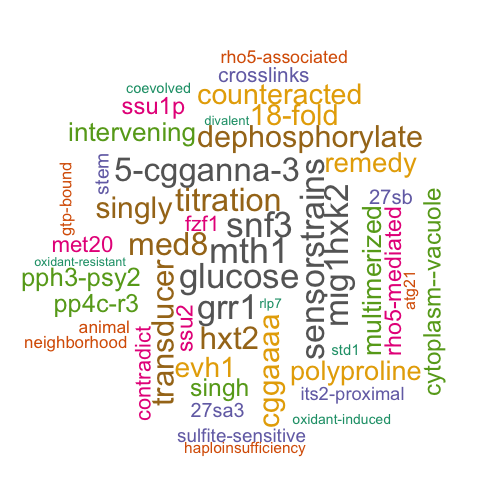 rho5-associated
crosslinks
coevolved
counteracted
ssu1p
18-fold
divalent
intervening
dephosphorylate
5-cgganna-3
remedy
stem
gtp-bound
singly
titration
27sb
fzf1
snf3
sensorstrains
mig1hxk2
met20
med8
mth1
multimerized
rho5-mediated
cytoplasm--vacuole
oxidant-resistant
pph3-psy2
transducer
glucose
atg21
pp4c-r3
grr1
rlp7
animal
neighborhood
contradict
ssu2
hxt2
cggaaaa
std1
evh1
polyproline
singh
its2-proximal
27sa3
oxidant-induced
sulfite-sensitive
haploinsufficiency